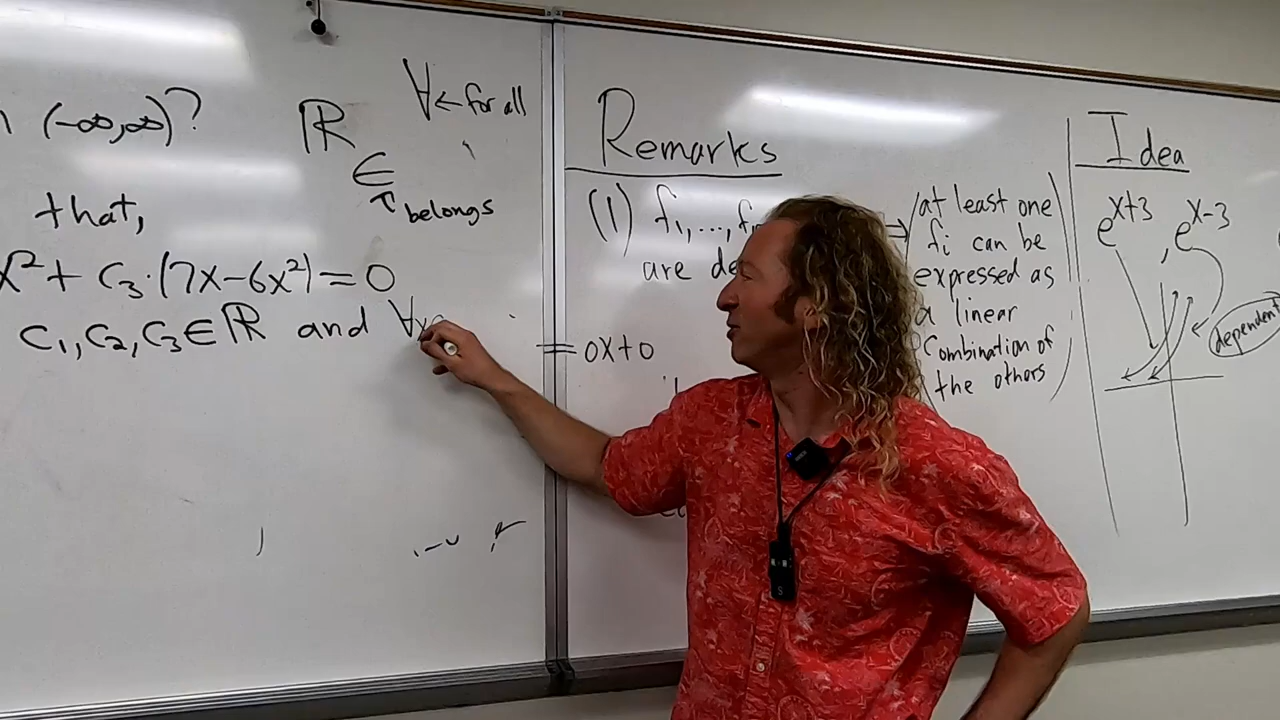 (-∞,∞)?
ℝ
∀ ← for all
∈
↑ belongs
that,
x² + c₃·(7x-6x²) = 0
c₁, c₂, c₃ ∈ ℝ and ∀x
= 0x+0
Remarks
(1) f₁, ...,
are
→ (at least one
fi can be
expressed as
a linear
combination of
the others)
Idea
e^(x+3), e^(x-3)
dependent